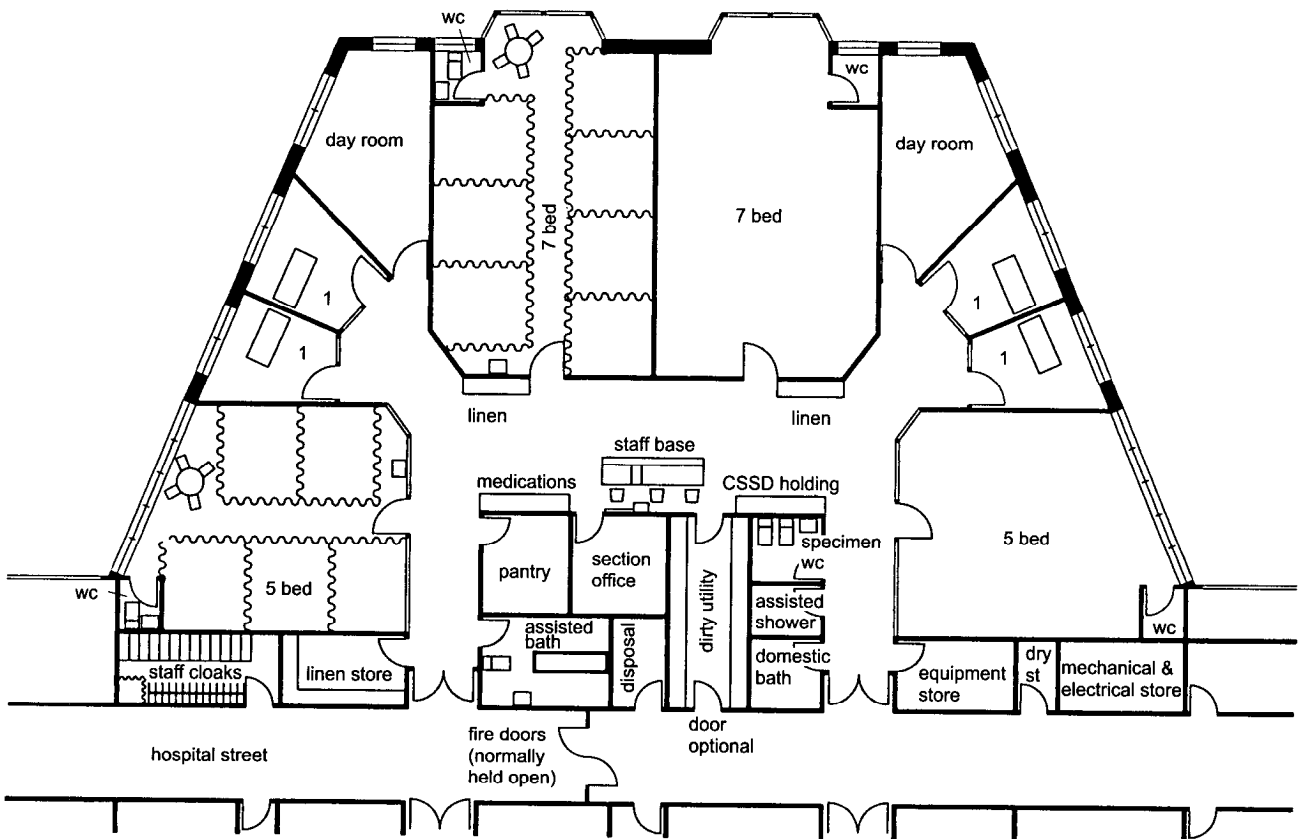 wc
wc
day room
day room
7 bed
7 bed
1
1
1
1
linen
linen
staff base
medications
CSSD holding
pantry
section
office
dirty utility
specimen
wc
5 bed
5 bed
wc
assisted
shower
wc
assisted
bath
disposal
domestic
bath
staff cloaks
linen store
equipment
store
dry
st
mechanical &
electrical store
hospital street
fire doors
(normally
held open)
door
optional